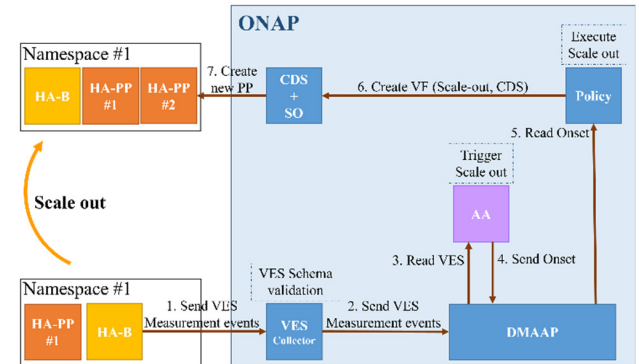 ONAP
Namespace #1
HA-B
HA-PP
#1
HA-PP
#2
7. Create
new PP
CDS
+
SO
6. Create VF (Scale-out, CDS)
Execute
Scale out
Policy
5. Read Onset
Trigger
Scale out
AA
Scale out
3. Read VES
4. Send Onset
Namespace #1
HA-PP
#1
HA-B
1. Send VES
Measurement events
VES Schema
validation
VES
Collector
2. Send VES
Measurement events
DMAAP